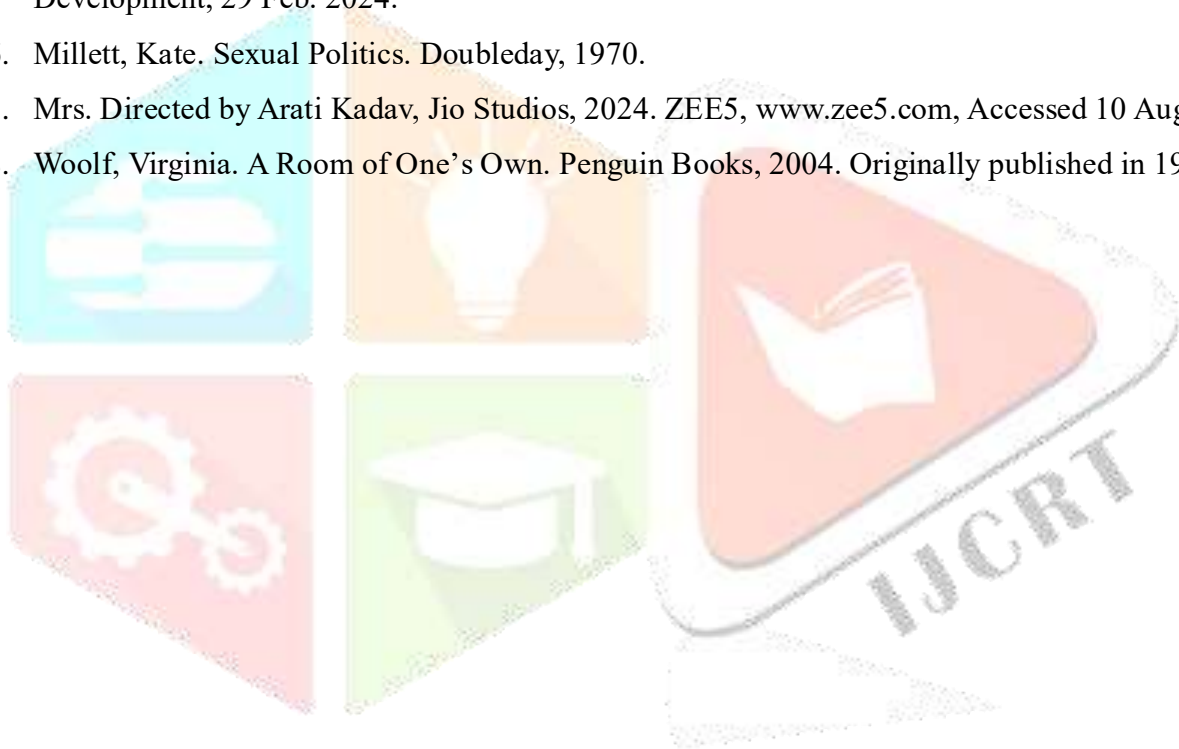 Development, 29 Feb. 2024.
. Millett, Kate. Sexual Politics. Doubleday, 1970.
. Mrs. Directed by Arati Kadav, Jio Studios, 2024. ZEE5, www.zee5.com, Accessed 10 Aug
. Woolf, Virginia. A Room of One’s Own. Penguin Books, 2004. Originally published in 19
IJCRT